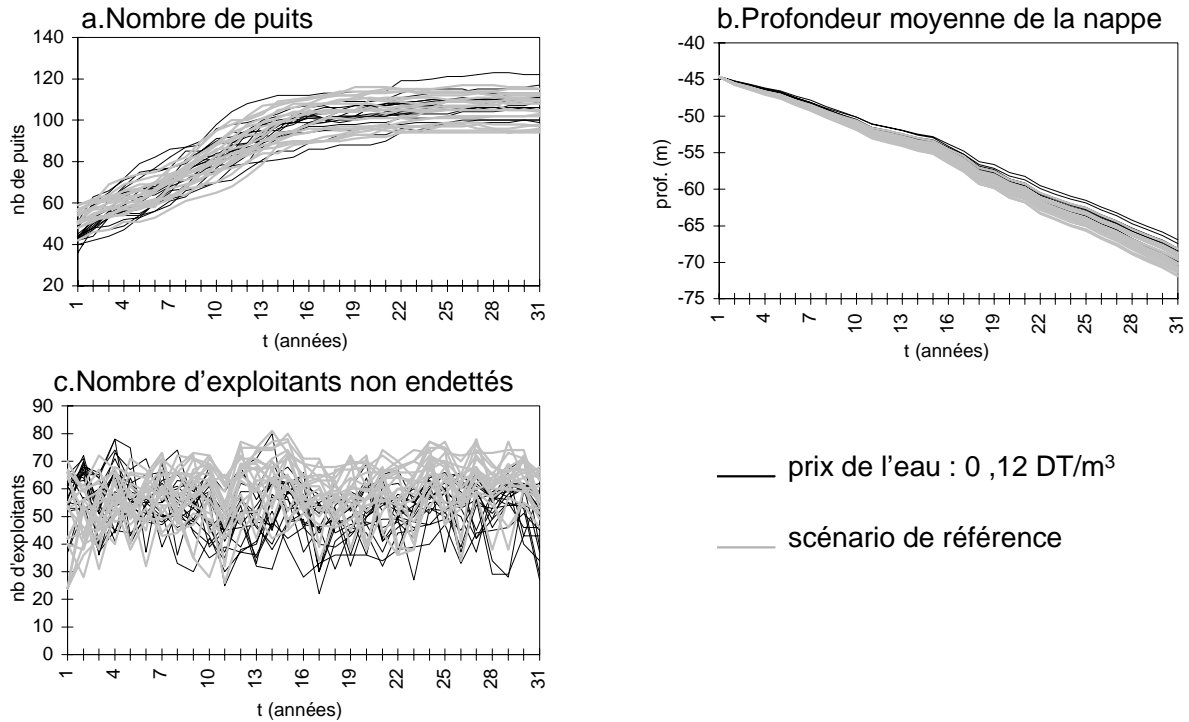 a.Nombre de puits
140
120
100
80
60
40
20
nb de puits
1 4 7 10 13 16 19 22 25 28 31
t (années)
b.Profondeur moyenne de la nappe
-40
-45
-50
-55
-60
-65
-70
-75
prof. (m)
1 4 7 10 13 16 19 22 25 28 31
t (années)
c.Nombre d'exploitants non endettés
90
80
70
60
50
40
30
20
10
0
nb d'exploitants
1 4 7 10 13 16 19 22 25 28 31
t (années)
prix de l'eau : 0 ,12 DT/m³
scénario de référence